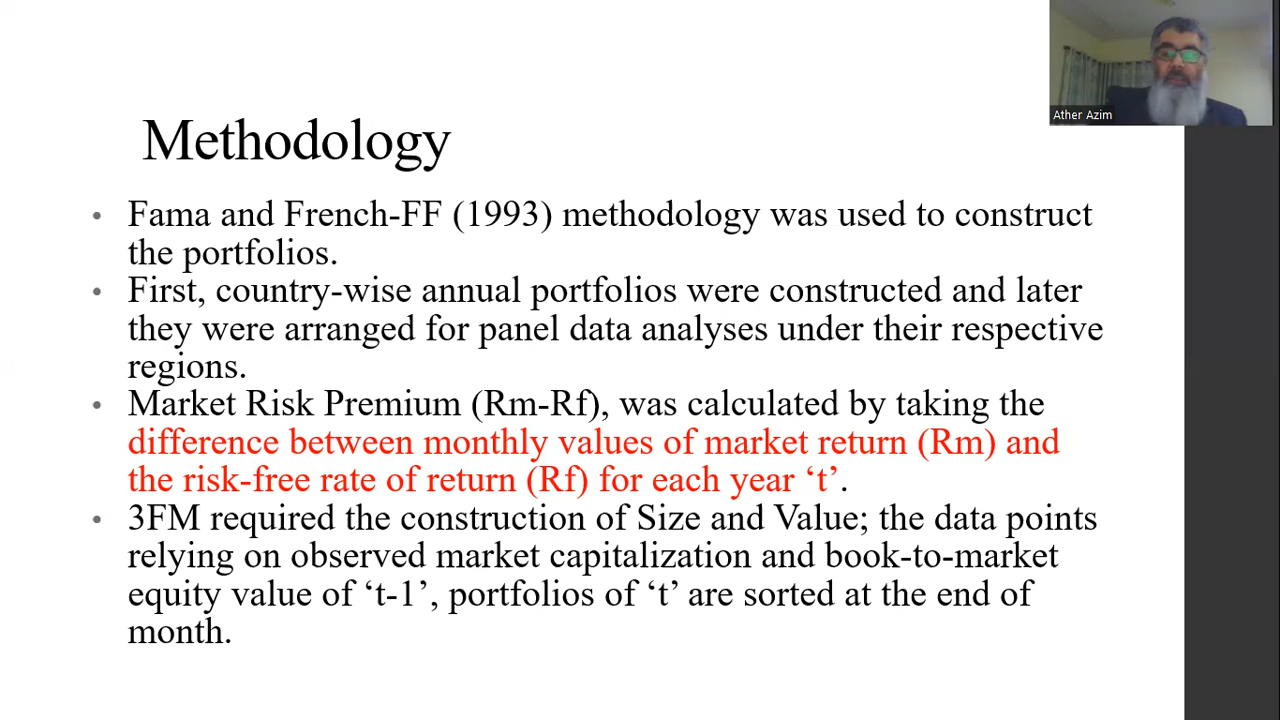 Ather Azim
Methodology
• Fama and French-FF (1993) methodology was used to construct
the portfolios.
• First, country-wise annual portfolios were constructed and later
they were arranged for panel data analyses under their respective
regions.
• Market Risk Premium (Rm-Rf), was calculated by taking the
difference between monthly values of market return (Rm) and
the risk-free rate of return (Rf) for each year ‘t’.
• 3FM required the construction of Size and Value; the data points
relying on observed market capitalization and book-to-market
equity value of ‘t-1’, portfolios of ‘t’ are sorted at the end of
month.